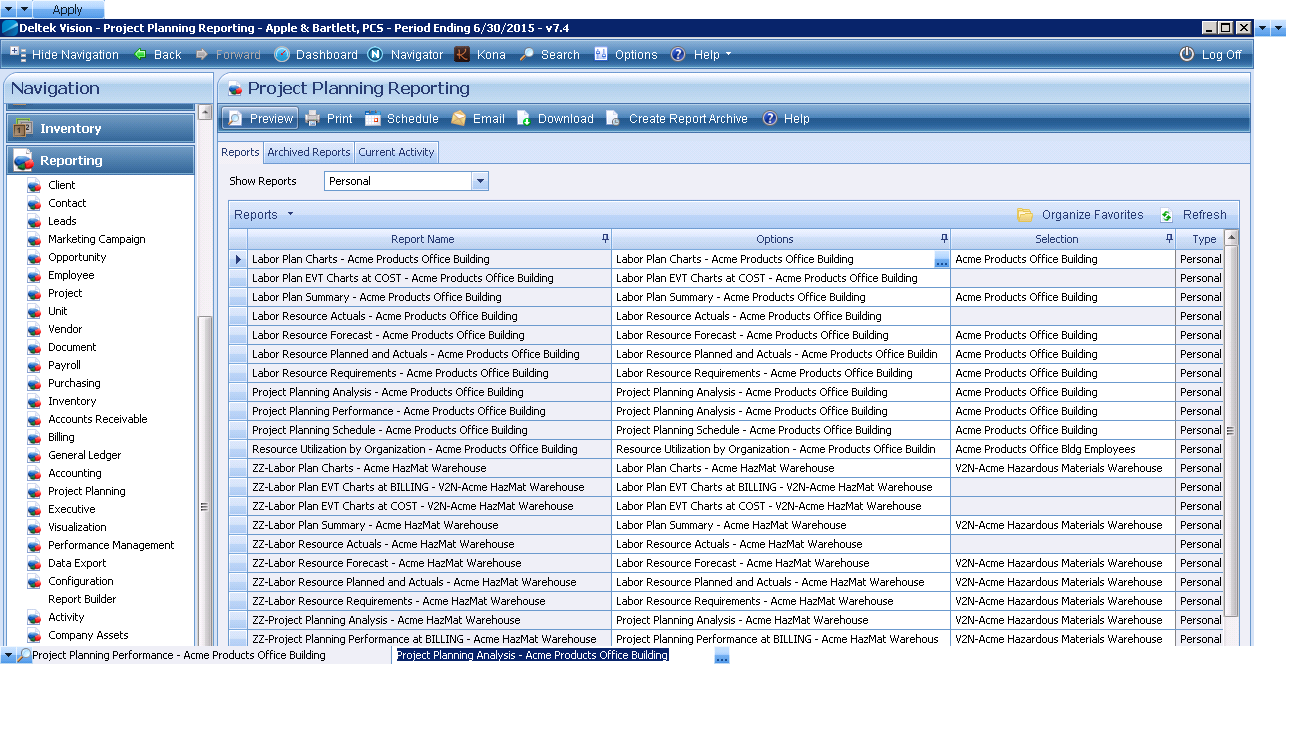 Apply
Deltek Vision - Project Planning Reporting - Apple & Bartlett, PCS - Period Ending 6/30/2015 - v7.4
Hide Navigation Back Forward Dashboard Navigator Kona Search Options Help Log Off
Navigation
Inventory
Reporting
Client
Contact
Leads
Marketing Campaign
Opportunity
Employee
Project
Unit
Vendor
Document
Payroll
Purchasing
Inventory
Accounts Receivable
Billing
General Ledger
Accounting
Project Planning
Executive
Visualization
Performance Management
Data Export
Configuration
Report Builder
Activity
Company Assets
Project Planning Reporting
Preview Print Schedule Email Download Create Report Archive Help
Reports Archived Reports Current Activity
Show Reports Personal
Reports Organize Favorites Refresh
Report Name Options Selection Type
Labor Plan Charts - Acme Products Office Building Labor Plan Charts - Acme Products Office Building ... Acme Products Office Building Personal
Labor Plan EVT Charts at COST - Acme Products Office Building Labor Plan EVT Charts at COST - Acme Products Office Building Personal
Labor Plan Summary - Acme Products Office Building Labor Plan Summary - Acme Products Office Building Acme Products Office Building Personal
Labor Resource Actuals - Acme Products Office Building Labor Resource Actuals - Acme Products Office Building Personal
Labor Resource Forecast - Acme Products Office Building Labor Resource Forecast - Acme Products Office Building Acme Products Office Building Personal
Labor Resource Planned and Actuals - Acme Products Office Building Labor Resource Planned and Actuals - Acme Products Office Buildin Acme Products Office Building Personal
Labor Resource Requirements - Acme Products Office Building Labor Resource Requirements - Acme Products Office Building Acme Products Office Building Personal
Project Planning Analysis - Acme Products Office Building Project Planning Analysis - Acme Products Office Building Acme Products Office Building Personal
Project Planning Performance - Acme Products Office Building Project Planning Analysis - Acme Products Office Building Acme Products Office Building Personal
Project Planning Schedule - Acme Products Office Building Project Planning Schedule - Acme Products Office Building Acme Products Office Building Personal
Resource Utilization by Organization - Acme Products Office Building Resource Utilization by Organization - Acme Products Office Buildin Acme Products Office Bldg Employees Personal
ZZ-Labor Plan Charts - Acme HazMat Warehouse Labor Plan Charts - Acme HazMat Warehouse V2N-Acme Hazardous Materials Warehouse Personal
ZZ-Labor Plan EVT Charts at BILLING - V2N-Acme HazMat Warehouse Labor Plan EVT Charts at BILLING - V2N-Acme HazMat Warehouse Personal
ZZ-Labor Plan EVT Charts at COST - V2N-Acme HazMat Warehouse Labor Plan EVT Charts at COST - V2N-Acme HazMat Warehouse Personal
ZZ-Labor Plan Summary - Acme HazMat Warehouse Labor Plan Summary - Acme HazMat Warehouse V2N-Acme Hazardous Materials Warehouse Personal
ZZ-Labor Resource Actuals - Acme HazMat Warehouse Labor Resource Actuals - Acme HazMat Warehouse Personal
ZZ-Labor Resource Forecast - Acme HazMat Warehouse Labor Resource Forecast - Acme HazMat Warehouse V2N-Acme Hazardous Materials Warehouse Personal
ZZ-Labor Resource Planned and Actuals - Acme HazMat Warehouse Labor Resource Planned and Actuals - Acme HazMat Warehouse V2N-Acme Hazardous Materials Warehouse Personal
ZZ-Labor Resource Requirements - Acme HazMat Warehouse Labor Resource Requirements - Acme HazMat Warehouse V2N-Acme Hazardous Materials Warehouse Personal
ZZ-Project Planning Analysis - Acme HazMat Warehouse Project Planning Analysis - Acme HazMat Warehouse V2N-Acme Hazardous Materials Warehouse Personal
ZZ-Project Planning Performance at BILLING - Acme HazMat Warehouse Project Planning Performance at BILLING - Acme HazMat Warehous V2N-Acme Hazardous Materials Warehouse Personal
Project Planning Performance - Acme Products Office Building Project Planning Analysis - Acme Products Office Building ...